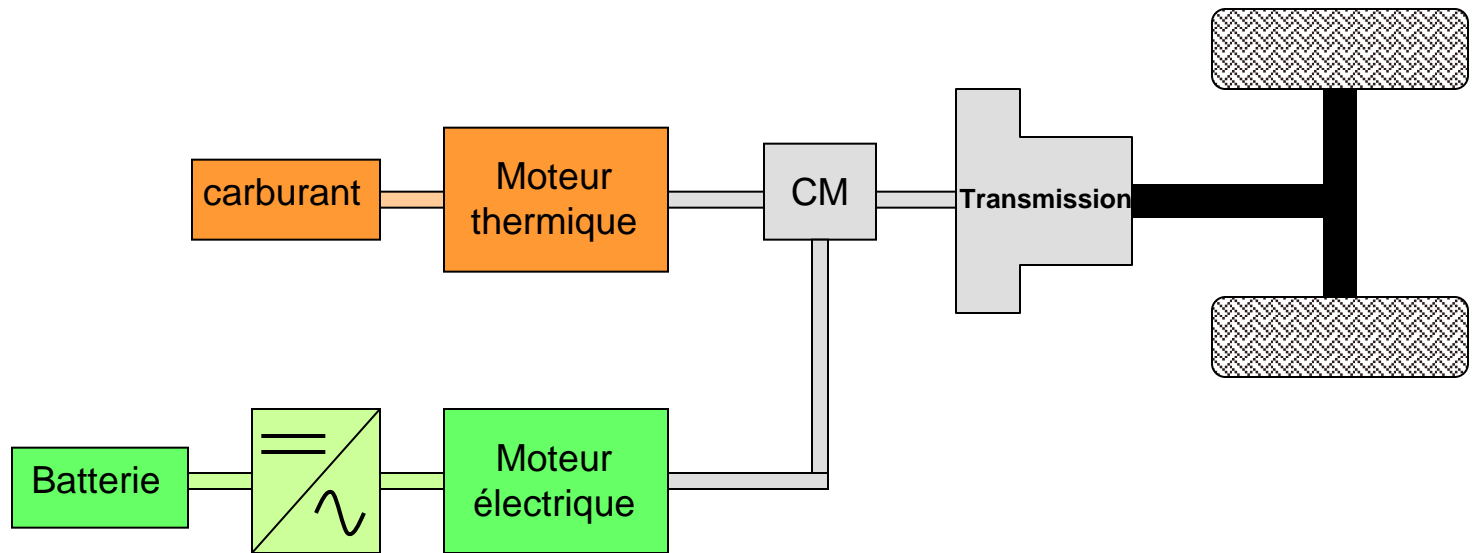 carburant
Moteur
thermique
CM
Transmission
Batterie
Moteur
électrique